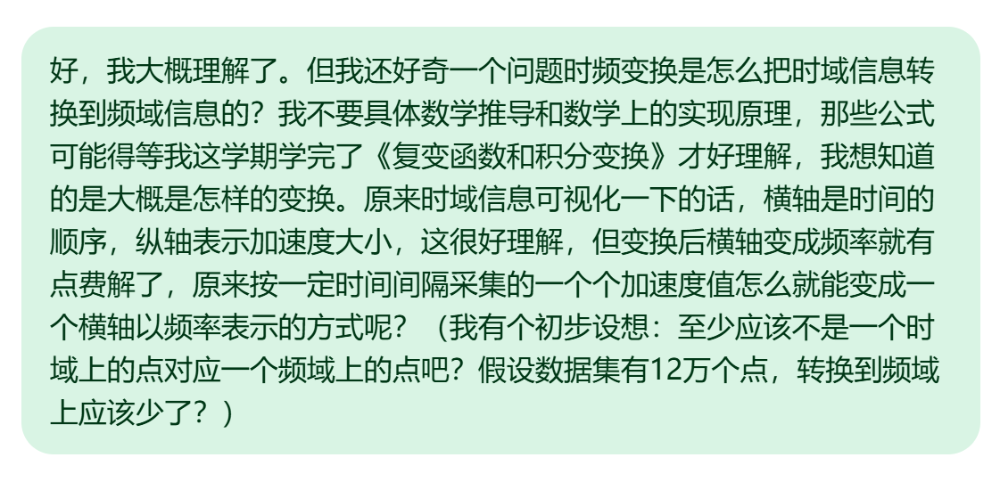 好，我大概理解了。但我还好奇一个问题时频变换是怎么把时域信息转
换到频域信息的？我不要具体数学推导和数学上的实现原理，那些公式
可能得等我这学期学完了《复变函数和积分变换》才好理解，我想知道
的是大概是怎样的变换。原来时域信息可视化一下的话，横轴是时间的
顺序，纵轴表示加速度大小，这很好理解，但变换后横轴变成频率就有
点费解了，原来按一定时间间隔采集的一个个加速度值怎么就能变成一
个横轴以频率表示的方式呢？（我有个初步设想：至少应该不是一个时
域上的点对应一个频域上的点吧？假设数据集有12万个点，转换到频域
上应该少了？）